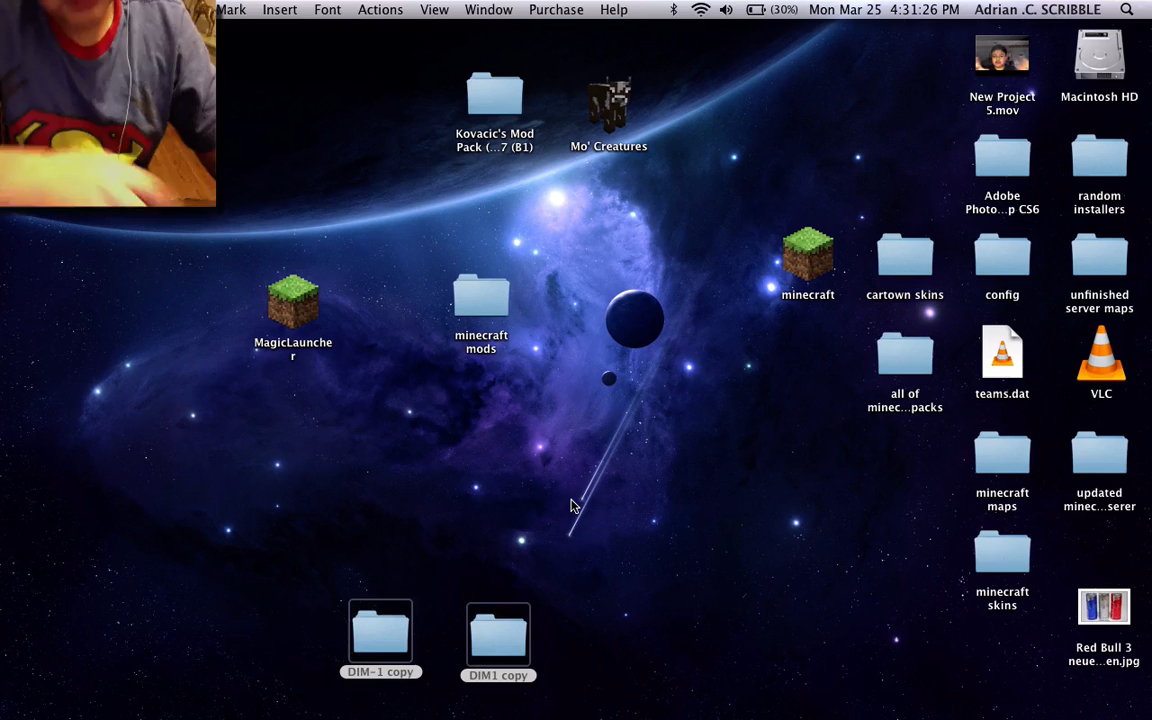 Mark Insert Font Actions View Window Purchase Help (30%) Mon Mar 25 4:31:26 PM Adrian .C. SCRIBBLE
New Project
5.mov
Macintosh HD
Kovacic's Mod
Pack (...7 (B1)
Mo' Creatures
Adobe
Photo...p CS6
random
installers
minecraft
cartown skins
config
unfinished
server maps
MagicLaunche
r
minecraft
mods
all of
minec...packs
teams.dat
VLC
minecraft
maps
updated
minec...serer
minecraft
skins
Red Bull 3
neue...en.jpg
DIM-1 copy
DIM1 copy